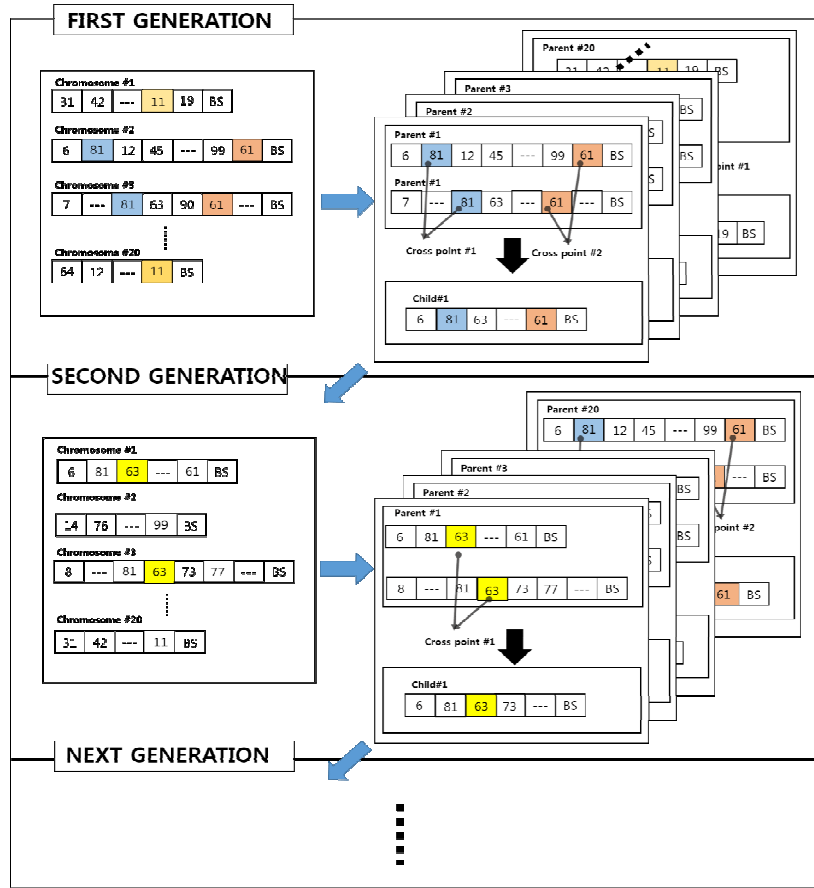 FIRST GENERATION
Chromosome #1
31 42 --- 11 19 BS
Chromosome #2
6 81 12 45 --- 99 61 BS
Chromosome #3
7 --- 81 63 90 61 --- BS
Chromosome #20
64 12 --- 11 BS
Parent #20
31 42 11 19
Parent #3
Parent #2
Parent #1
6 81 12 45 --- 99 61 BS
Parent #1
7 --- 81 63 --- 61 --- BS
Cross point #1
Cross point #2
Child#1
6 81 63 --- 61 BS
BS
BS
point #1
19 BS
SECOND GENERATION
Chromosome #1
6 81 63 --- 61 BS
Chromosome #2
14 76 --- 99 BS
Chromosome #3
8 --- 81 63 73 77 --- BS
Chromosome #20
31 42 --- 11 BS
Parent #20
6 81 12 45 --- 99 61 BS
--- BS
point #2
61 BS
Parent #3
BS
Parent #2
BS
Parent #1
6 81 63 --- 61 BS
8 --- 81 63 73 77 --- BS
Cross point #1
Child#1
6 81 63 73 --- BS
NEXT GENERATION